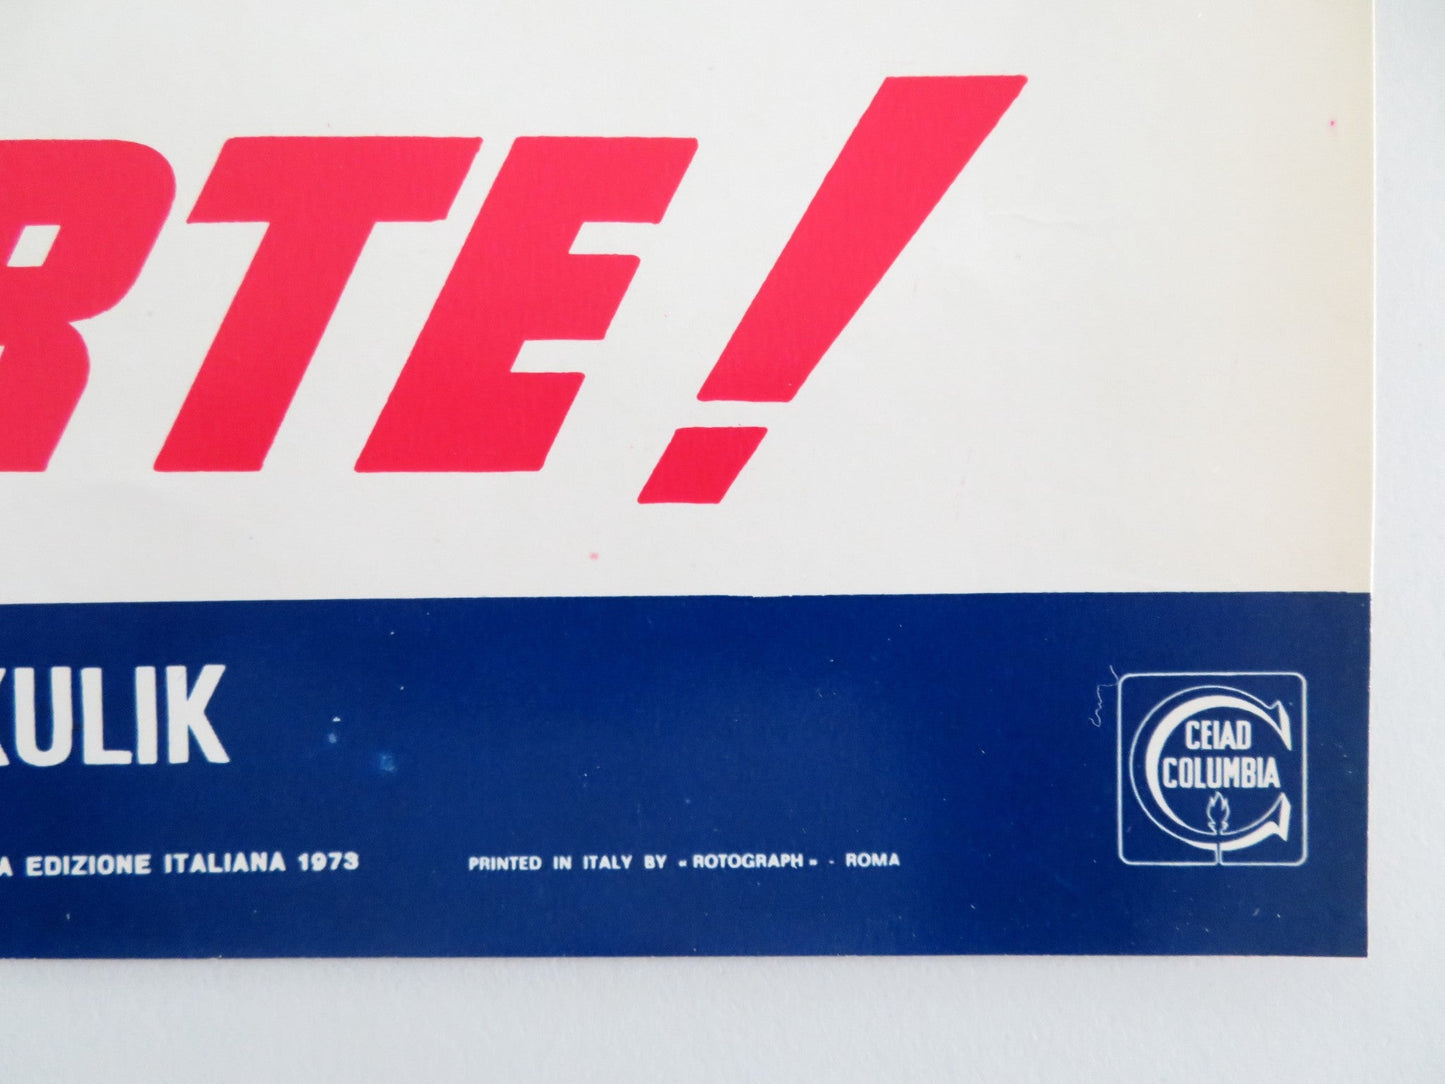 RTE!
KULIK
CEIAD
COLUMBIA
A EDIZIONE ITALIANA 1973
PRINTED IN ITALY BY « ROTOGRAPH » - ROMA